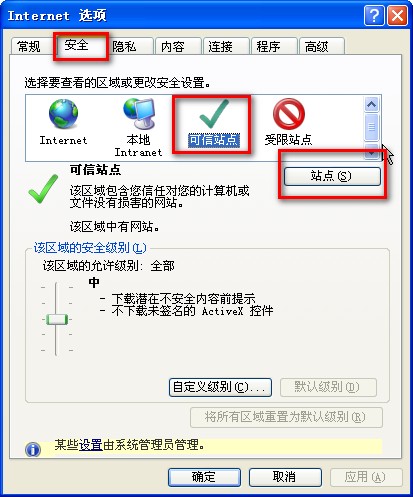 Internet 选项
常规 安全 隐私 内容 连接 程序 高级
选择要查看的区域或更改安全设置。
Internet 本地 Intranet 可信站点 受限站点
可信站点
站点(S)
该区域包含您信任对您的计算机或
文件没有损害的网站。
该区域中有网站。
该区域的安全级别(L)
该区域的允许级别: 全部
中
- 下载潜在不安全内容前提示
- 不下载未签名的 ActiveX 控件
自定义级别(C)... 默认级别(D)
将所有区域重置为默认级别(R)
某些设置由系统管理员管理。
确定 取消 应用(A)